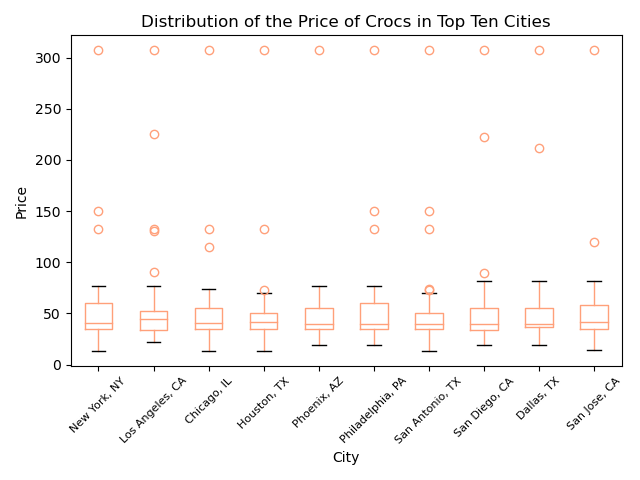 Distribution of the Price of Crocs in Top Ten Cities
Price
300
250
200
150
100
50
0
New York, NY
Los Angeles, CA
Chicago, IL
Houston, TX
Phoenix, AZ
Philadelphia, PA
San Antonio, TX
San Diego, CA
Dallas, TX
San Jose, CA
City